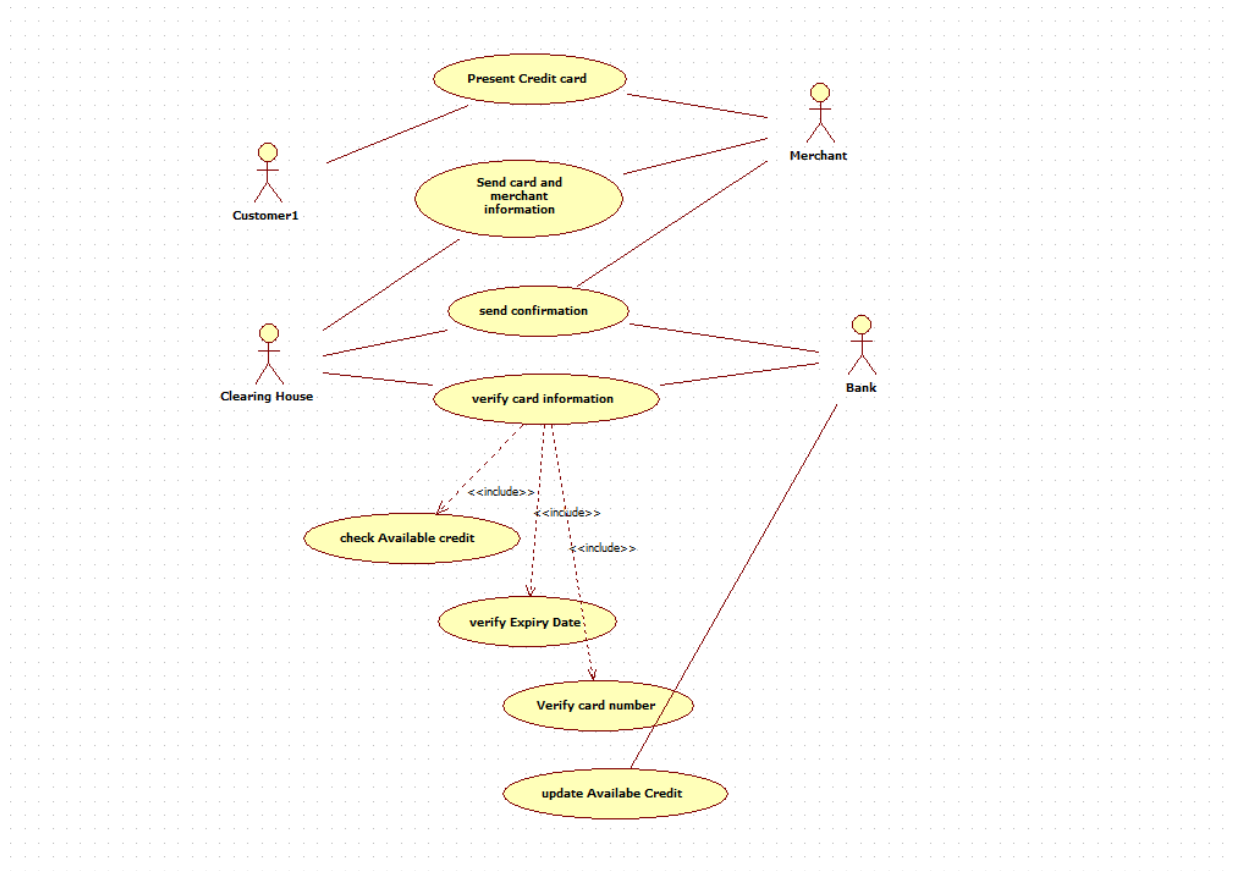 Present Credit card
Merchant
Customer1
Send card and
merchant
information
send confirmation
Clearing House
Bank
verify card information
<<include>>
<<include>>
<<include>>
check Available credit
verify Expiry Date
Verify card number
update Availabe Credit